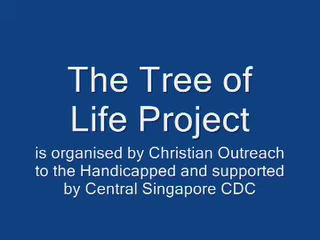 The Tree of
Life Project
is organised by Christian Outreach
to the Handicapped and supported
by Central Singapore CDC